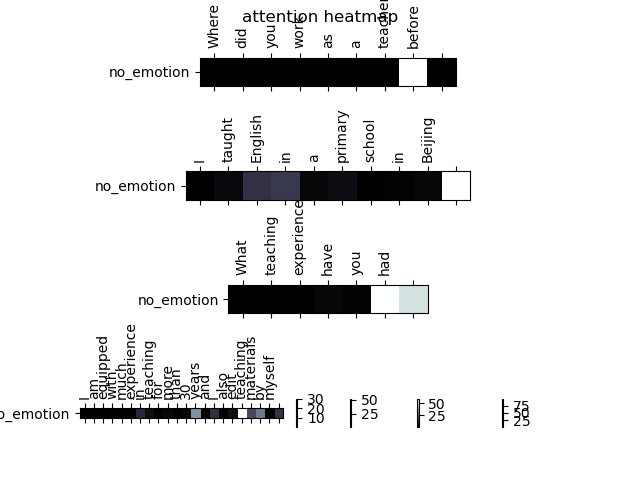 attention heatmap
Where did you work as a teacher before
no_emotion
I taught English in a primary school in Beijing
no_emotion
What teaching experience have you had
no_emotion
I am equipped with much experience in teaching for more than 30 years and I also edit teaching materials by myself
no_emotion
30 20 10
50 25
50 25
75 50 25